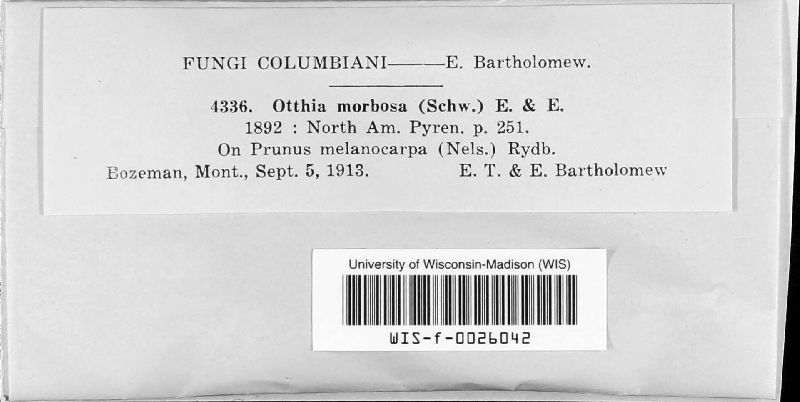 FUNGI COLUMBIANI——E. Bartholomew.
4336. Otthia morbosa (Schw.) E. & E.
1892 : North Am. Pyren. p. 251.
On Prunus melanocarpa (Nels.) Rydb.
Bozeman, Mont., Sept. 5, 1913. E. T. & E. Bartholomew
University of Wisconsin-Madison (WIS)
WIS-f-0026042